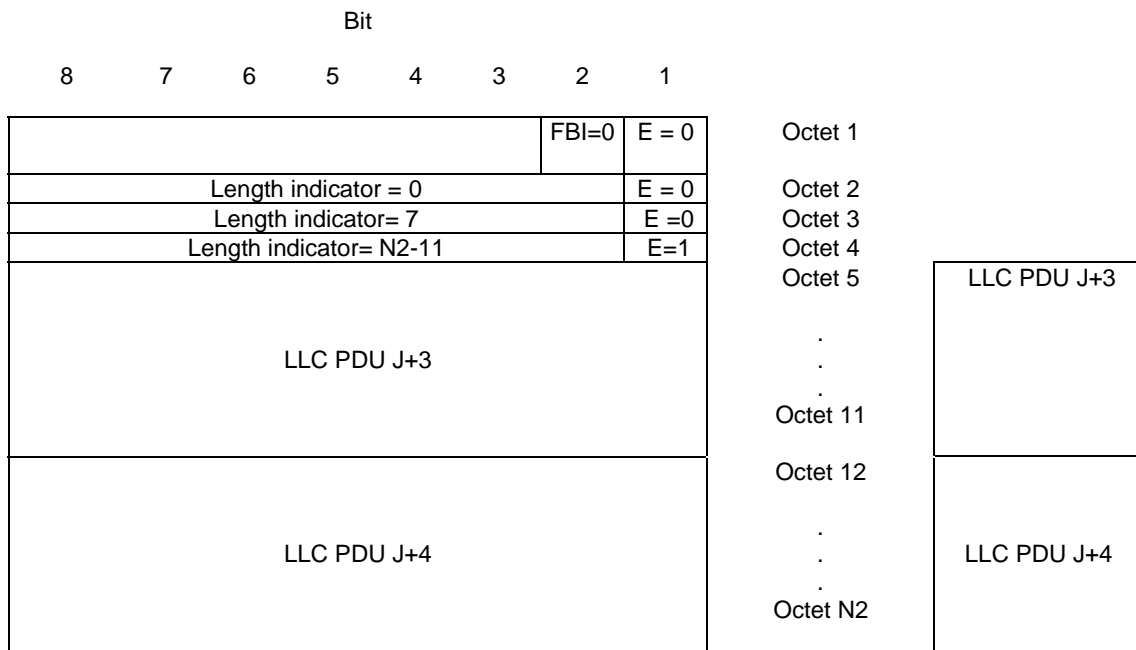 Bit
8 7 6 5 4 3 2 1
FBI=0 E = 0 Octet 1
Length indicator = 0 E = 0 Octet 2
Length indicator= 7 E =0 Octet 3
Length indicator= N2-11 E=1 Octet 4
Octet 5 LLC PDU J+3
.
LLC PDU J+3 .
.
Octet 11
Octet 12
.
LLC PDU J+4 . LLC PDU J+4
.
Octet N2